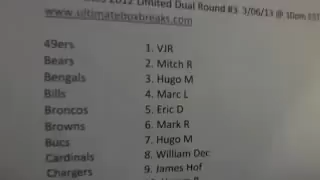 2012 Limited Dual Round #3 3/06/13 @ 10pm EST
www.ultimateboxbreaks.com
49ers 1. VJR
Bears 2. Mitch R
Bengals 3. Hugo M
Bills 4. Marc L
Broncos 5. Eric D
Browns 6. Mark R
Bucs 7. Hugo M
Cardinals 8. William Dec
Chargers 9. James Hof